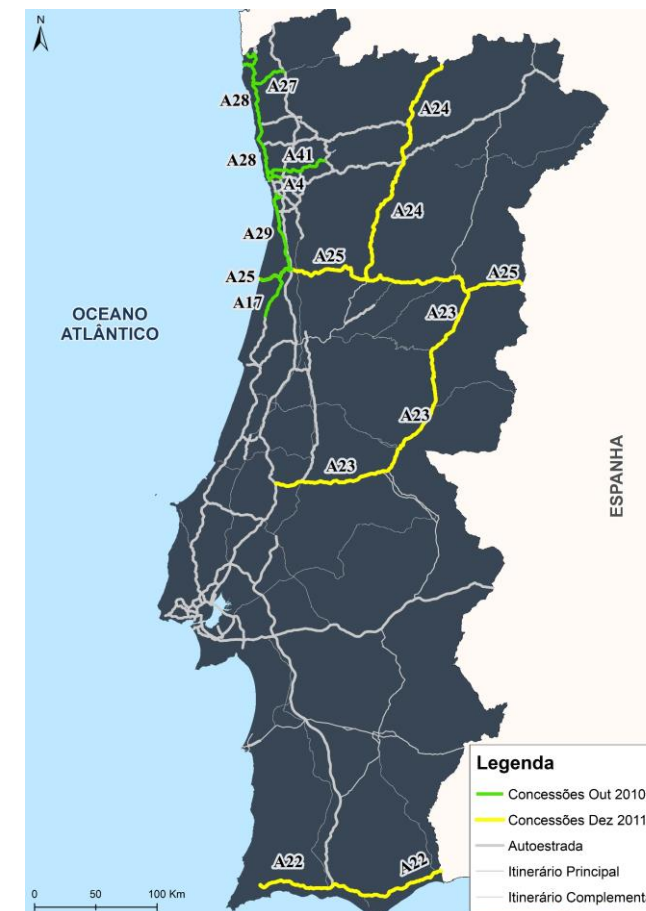 N
A27
A28
A24
A28
A41
A4
A24
A29
A25
A25
A25
A17
A23
OCEANO
ATLÂNTICO
A23
A23
ESPANHA
Legenda
Concessões Out 2010
Concessões Dez 2011
Autoestrada
Itinerário Principal
Itinerário Complement
A22
A22
0 50 100 Km